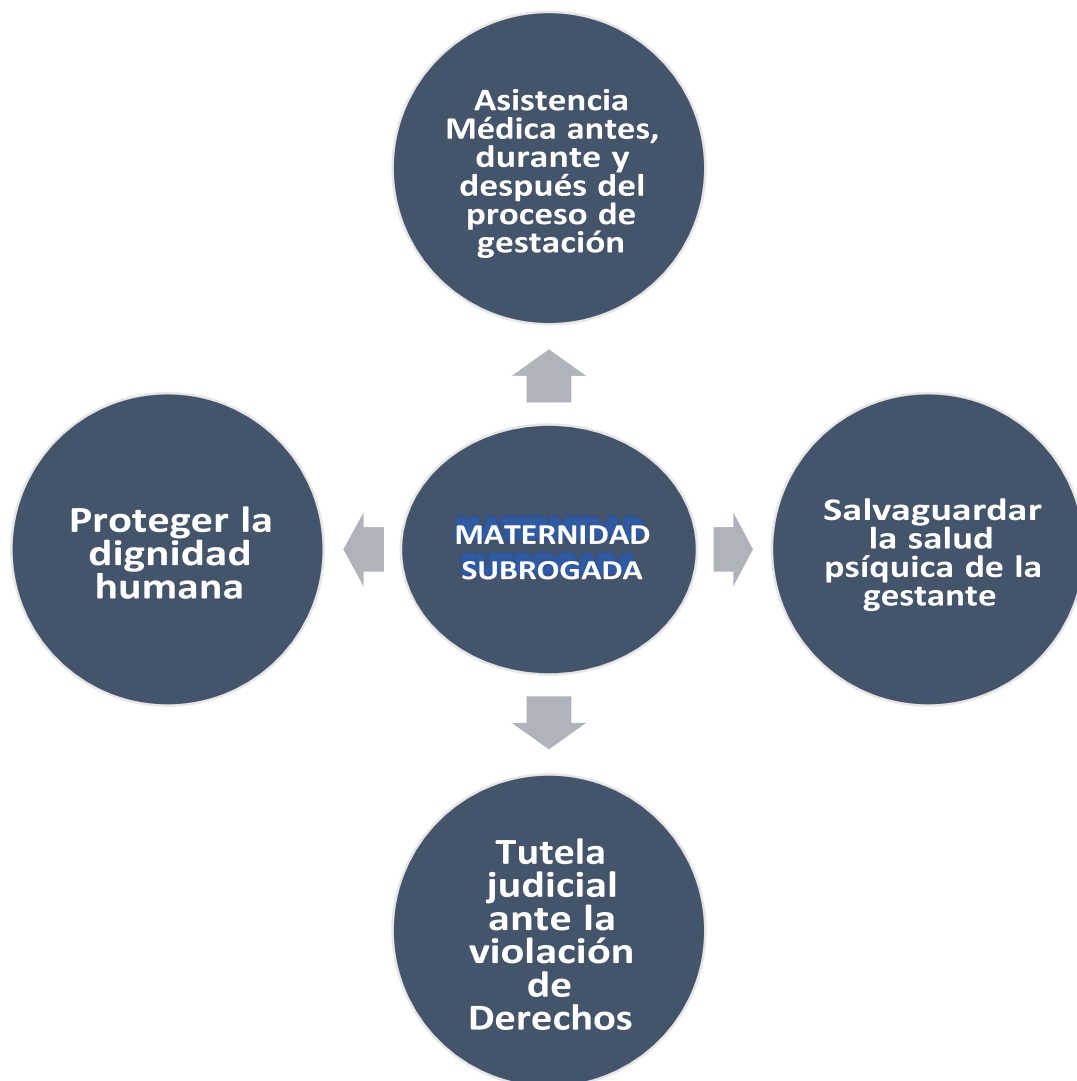 Asistencia
Médica antes,
durante y
después del
proceso de
gestación
Proteger la
dignidad
humana
MATERNIDAD
SUBROGADA
Salvaguardar
la salud
psíquica de la
gestante
Tutela
judicial
ante la
violación
de
Derechos